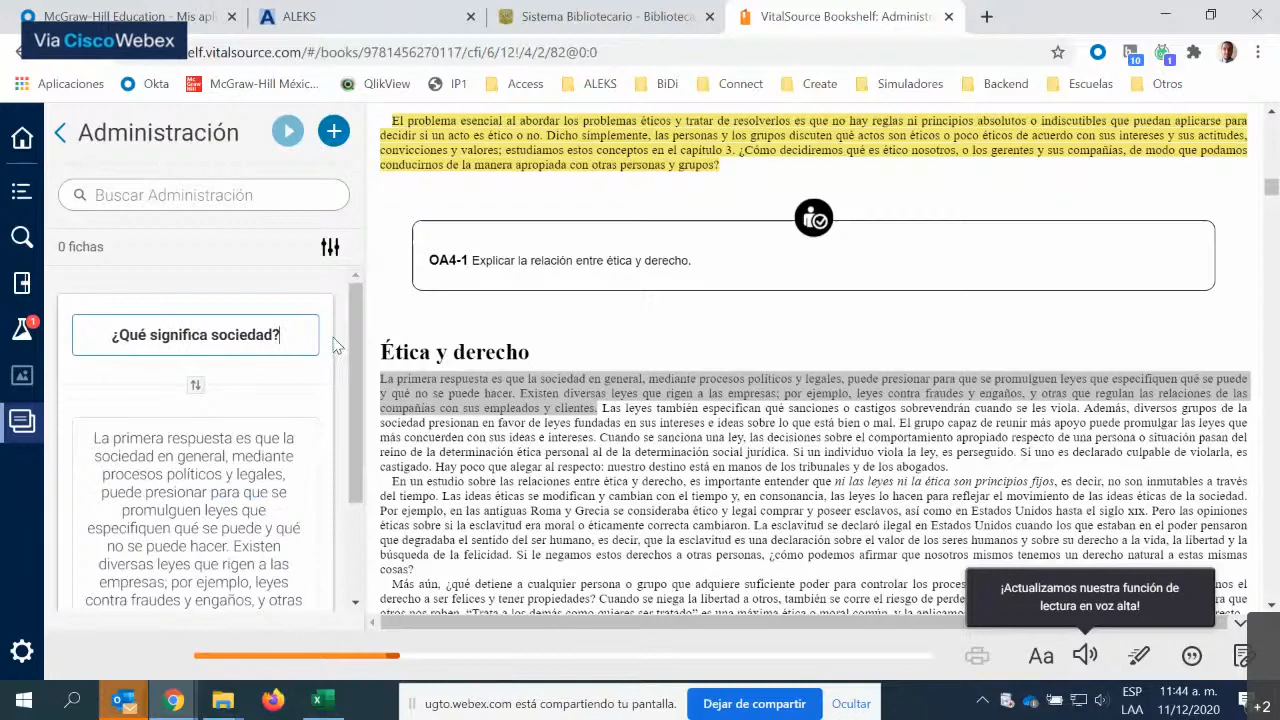 McGraw-Hill Education - Mis apli
ALEKS
Sistema Bibliotecario - Biblioteca
VitalSource Bookshelf: Administr
Via Cisco Webex
elf.vitalsource.com/#/books/9781456270117/cfi/6/12!/4/2/82@0:0
10
1
Aplicaciones
Okta
McGraw-Hill Méxic...
QlikView
IP1
Access
ALEKS
BiDi
Connect
Create
Simuladores
Backend
Escuelas
Otros
Administración
Buscar Administración
0 fichas
1
¿Qué significa sociedad?
La primera respuesta es que la
sociedad en general, mediante
procesos políticos y legales,
puede presionar para que se
promulguen leyes que
especifiquen qué se puede y qué
no se puede hacer. Existen
diversas leyes que rigen a las
empresas; por ejemplo, leyes
contra fraudes y engaños, y otras
El problema esencial al abordar los problemas éticos y tratar de resolverlos es que no hay reglas ni principios absolutos o indiscutibles que puedan aplicarse para
decidir si un acto es ético o no. Dicho simplemente, las personas y los grupos discuten qué actos son éticos o poco éticos de acuerdo con sus intereses y sus actitudes,
convicciones y valores; estudiamos estos conceptos en el capítulo 3. ¿Cómo decidiremos qué es ético nosotros, o los gerentes y sus compañías, de modo que podamos
conducirnos de la manera apropiada con otras personas y grupos?
OA4-1 Explicar la relación entre ética y derecho.
Ética y derecho
La primera respuesta es que la sociedad en general, mediante procesos políticos y legales, puede presionar para que se promulguen leyes que especifiquen qué se puede
y qué no se puede hacer. Existen diversas leyes que rigen a las empresas; por ejemplo, leyes contra fraudes y engaños, y otras que regulan las relaciones de las
compañías con sus empleados y clientes. Las leyes también especifican qué sanciones o castigos sobrevendrán cuando se les viola. Además, diversos grupos de la
sociedad presionan en favor de leyes fundadas en sus intereses e ideas sobre lo que está bien o mal. El grupo capaz de reunir más apoyo puede promulgar las leyes que
más concuerden con sus ideas e intereses. Cuando se sanciona una ley, las decisiones sobre el comportamiento apropiado respecto de una persona o situación pasan del
reino de la determinación ética personal al de la determinación social jurídica. Si un individuo viola la ley, es perseguido. Si uno es declarado culpable de violarla, es
castigado. Hay poco que alegar al respecto: nuestro destino está en manos de los tribunales y de los abogados.
En un estudio sobre las relaciones entre ética y derecho, es importante entender que ni las leyes ni la ética son principios fijos, es decir, no son inmutables a través
del tiempo. Las ideas éticas se modifican y cambian con el tiempo y, en consonancia, las leyes lo hacen para reflejar el movimiento de las ideas éticas de la sociedad.
Por ejemplo, en las antiguas Roma y Grecia se consideraba ético y legal comprar y poseer esclavos, así como en Estados Unidos hasta el siglo XIX. Pero las opiniones
éticas sobre si la esclavitud era moral o éticamente correcta cambiaron. La esclavitud se declaró ilegal en Estados Unidos cuando los que estaban en el poder pensaron
que degradaba el sentido del ser humano, es decir, que la esclavitud es una declaración sobre el valor de los seres humanos y sobre su derecho a la vida, la libertad y la
búsqueda de la felicidad. Si le negamos estos derechos a otras personas, ¿cómo podemos afirmar que nosotros mismos tenemos un derecho natural a estas mismas
cosas?
Más aún, ¿qué detiene a cualquier persona o grupo que adquiere suficiente poder para controlar los proces
derecho a ser felices y tener propiedades? Cuando se niega la libertad a otros, también se corre el riesgo de perde
otros nos roben. "Trata a los demás como quieres ser tratado" es una máxima ética o moral común, y la aplicamo
¡Actualizamos nuestra función de
lectura en voz alta!
Aa
ugto.webex.com está compartiendo tu pantalla.
Dejar de compartir
Ocultar
ESP
LAA
11:44 a. m.
11/12/2020
+2